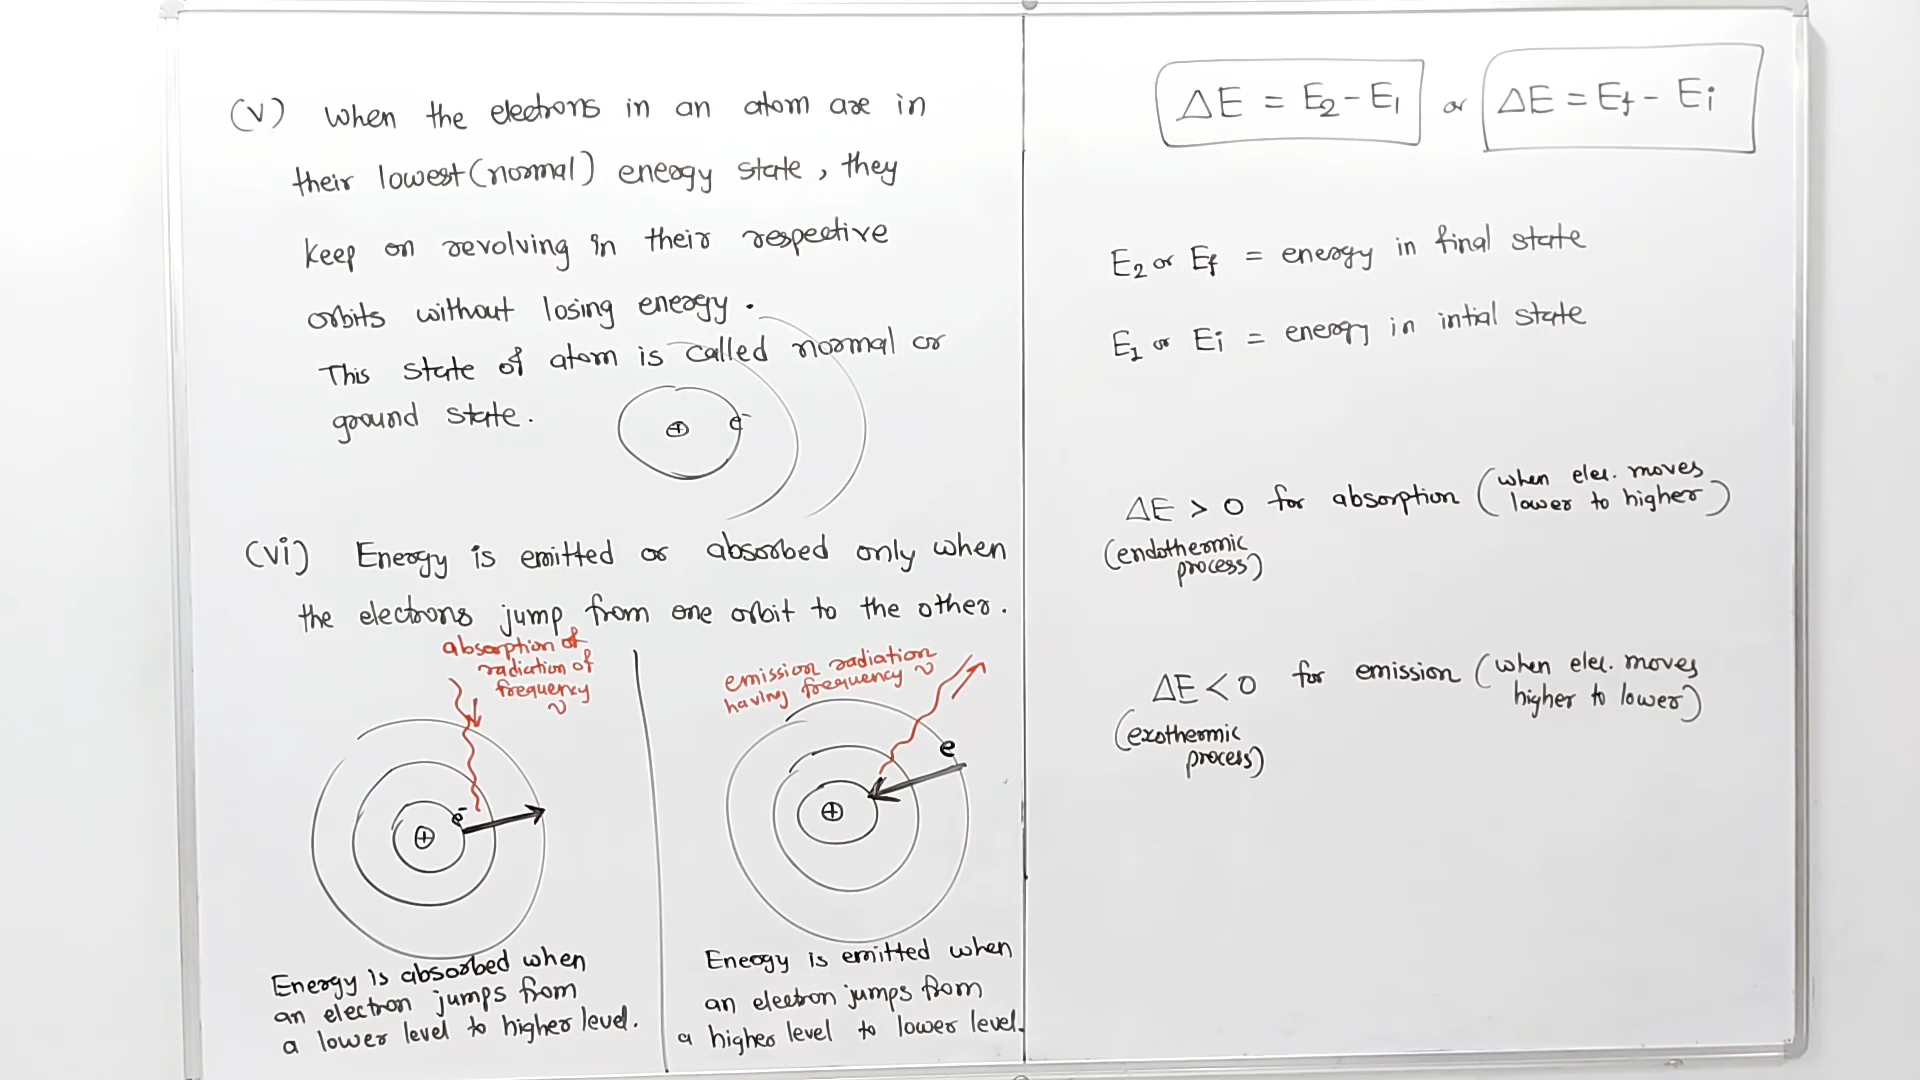 (v) when the electrons in an atom are in
their lowest (normal) energy state, they
keep on revolving in their respective
orbits without losing energy.
This state of atom is called normal or
ground state.
⊕ e⁻
(vi) Energy is emitted or absorbed only when
the electrons jump from one orbit to the other.
absorption of
radiation of
frequency
ν
⊕ e⁻
Energy is absorbed when
an electron jumps from
a lower level to higher level.
emission radiation
having frequency ν
e
⊕
Energy is emitted when
an electron jumps from
a higher level to lower level.
ΔE = E₂ - E₁ or ΔE = Ef - Ei
E₂ or Ef = energy in final state
E₁ or Ei = energy in intial state
ΔE > 0 for absorption (when elec. moves
lower to higher)
(endothermic
process)
ΔE < 0 for emission (when elec. moves
higher to lower)
(exothermic
process)